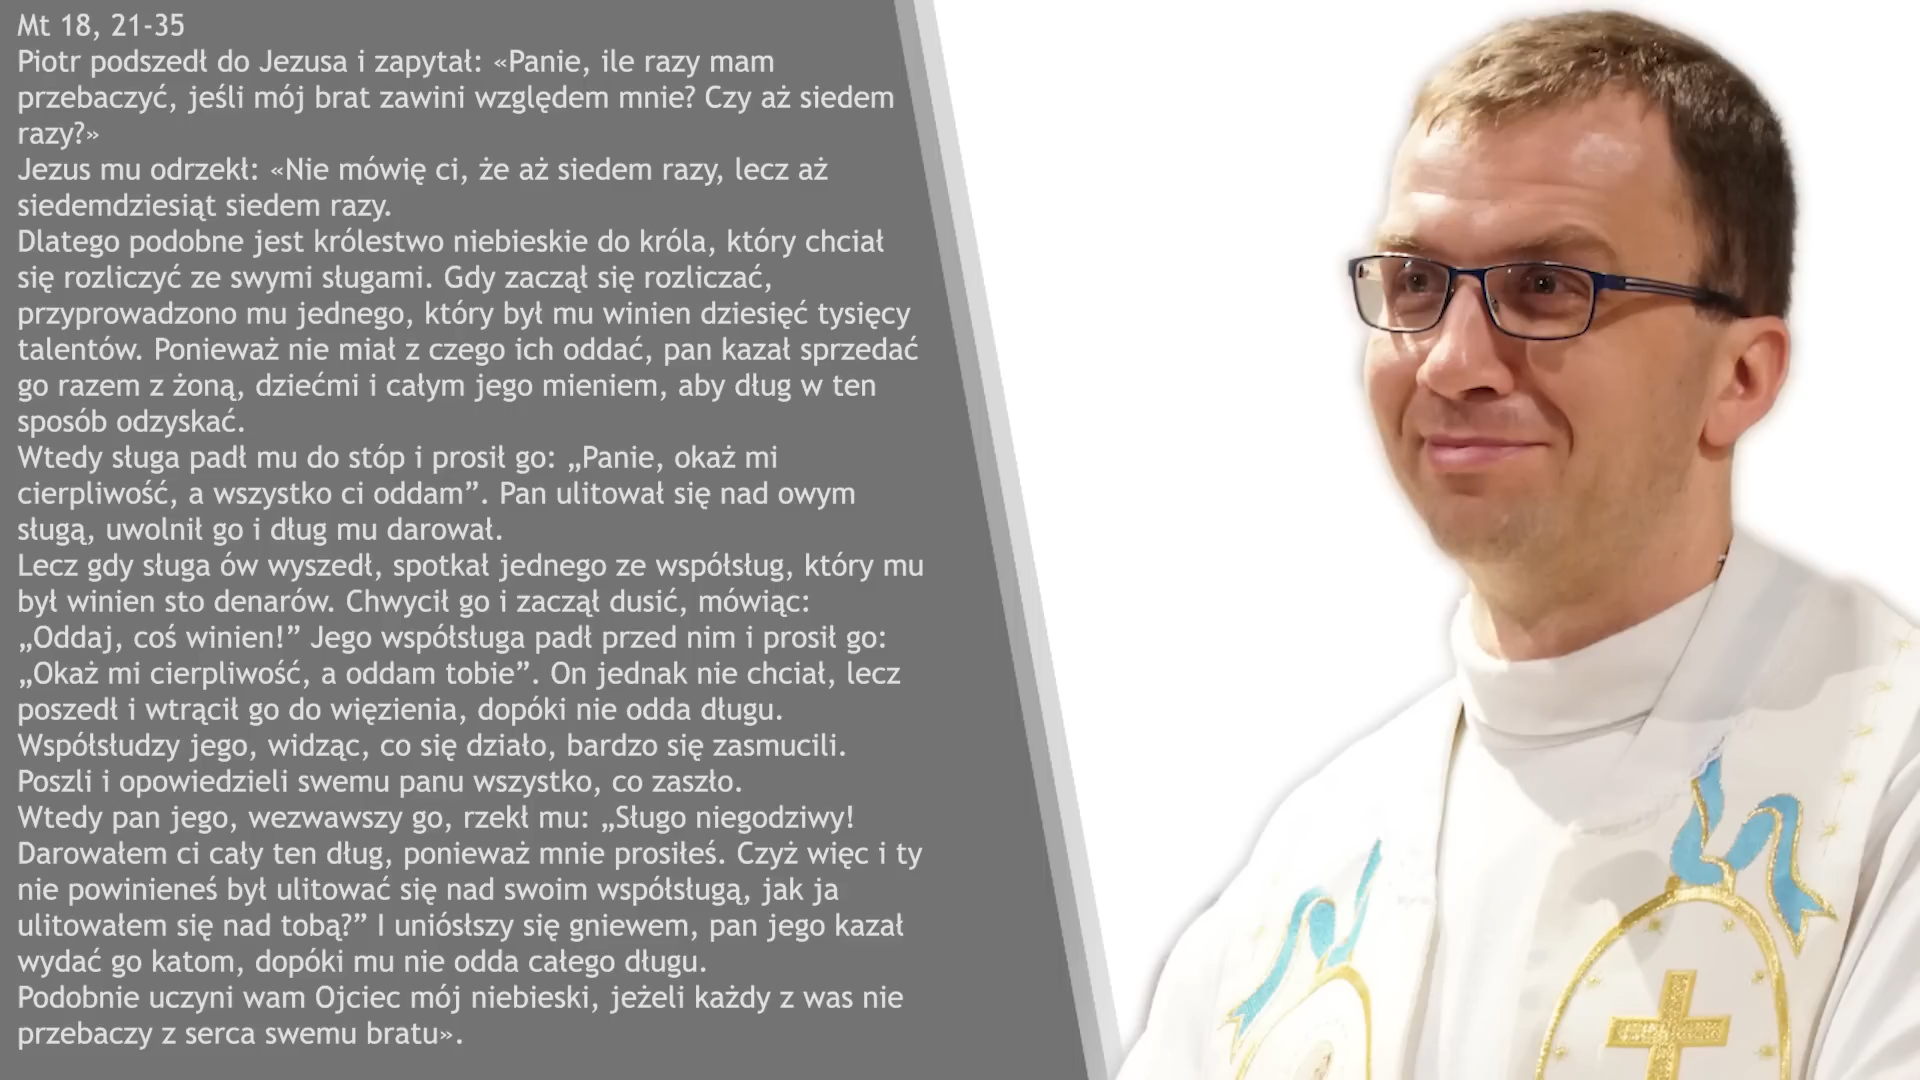 Mt 18, 21-35
Piotr podszedł do Jezusa i zapytał: «Panie, ile razy mam
przebaczyć, jeśli mój brat zawini względem mnie? Czy aż siedem
razy?»
Jezus mu odrzekł: «Nie mówię ci, że aż siedem razy, lecz aż
siedemdziesiąt siedem razy.
Dlatego podobne jest królestwo niebieskie do króla, który chciał
się rozliczyć ze swymi sługami. Gdy zaczął się rozliczać,
przyprowadzono mu jednego, który był mu winien dziesięć tysięcy
talentów. Ponieważ nie miał z czego ich oddać, pan kazał sprzedać
go razem z żoną, dziećmi i całym jego mieniem, aby dług w ten
sposób odzyskać.
Wtedy sługa padł mu do stóp i prosił go: „Panie, okaż mi
cierpliwość, a wszystko ci oddam”. Pan ulitował się nad owym
sługą, uwolnił go i dług mu darował.
Lecz gdy sługa ów wyszedł, spotkał jednego ze współsług, który mu
był winien sto denarów. Chwycił go i zaczął dusić, mówiąc:
„Oddaj, coś winien!” Jego współsługa padł przed nim i prosił go:
„Okaż mi cierpliwość, a oddam tobie”. On jednak nie chciał, lecz
poszedł i wtrącił go do więzienia, dopóki nie odda długu.
Współsłudzy jego, widząc, co się działo, bardzo się zasmucili.
Poszli i opowiedzieli swemu panu wszystko, co zaszło.
Wtedy pan jego, wezwawszy go, rzekł mu: „Sługo niegodziwy!
Darowałem ci cały ten dług, ponieważ mnie prosiłeś. Czyż więc i ty
nie powinieneś był ulitować się nad swoim współsługą, jak ja
ulitowałem się nad tobą?” I uniósłszy się gniewem, pan jego kazał
wydać go katom, dopóki mu nie odda całego długu.
Podobnie uczyni wam Ojciec mój niebieski, jeżeli każdy z was nie
przebaczy z serca swemu bratu».